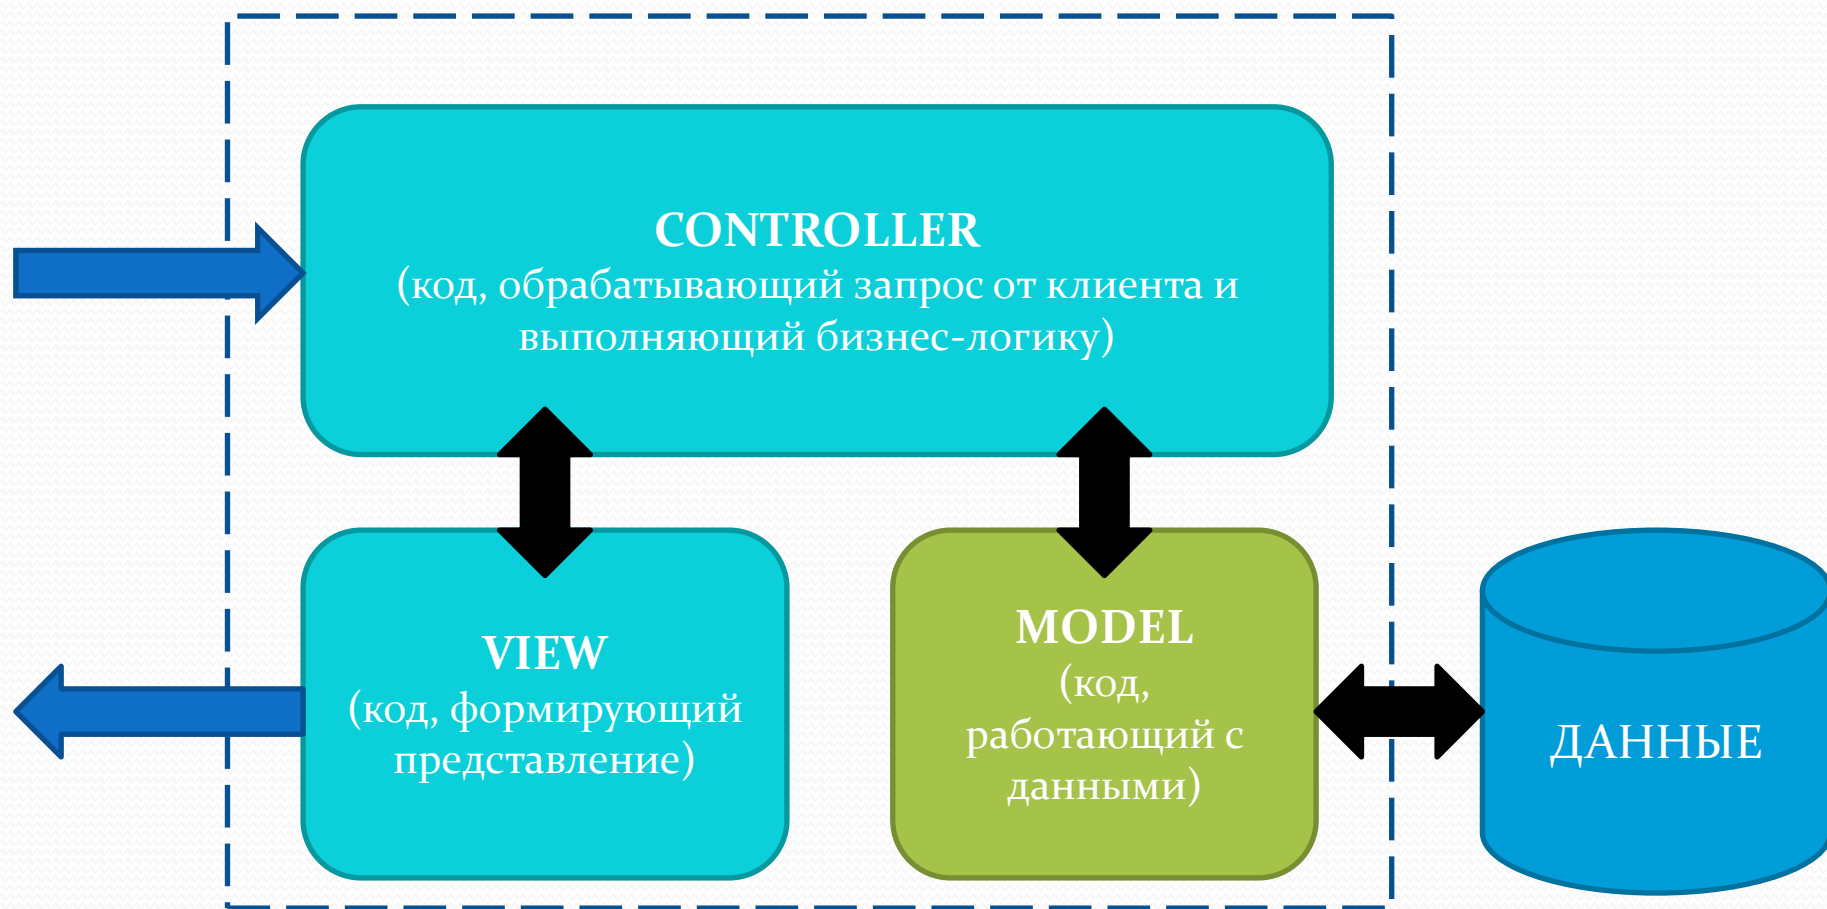 CONTROLLER
(код, обрабатывающий запрос от клиента и
выполняющий бизнес-логику)
VIEW
(код, формирующий
представление)
MODEL
(код,
работающий с
данными)
ДАННЫЕ